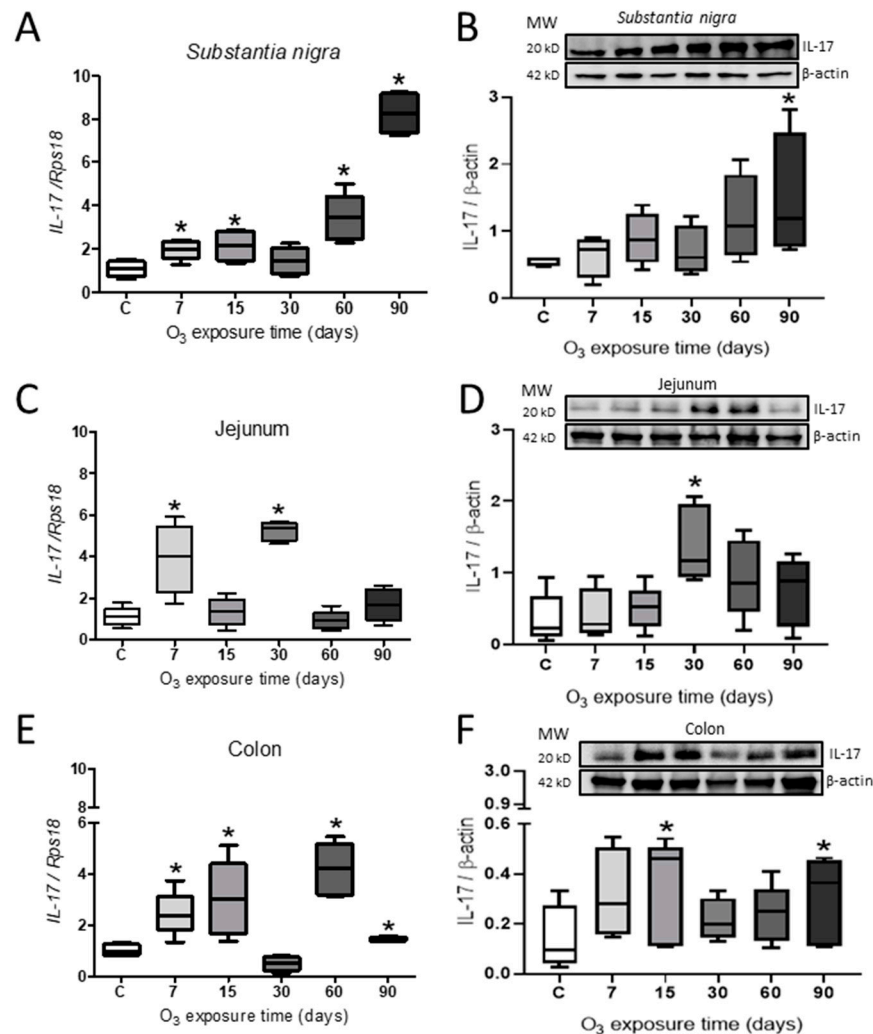 A
Substantia nigra
IL-17 /Rps18
10
8
6
4
2
0
*
*
*
*
C 7 15 30 60 90
O3 exposure time (days)
B
MW
Substantia nigra
20 kD
IL-17
42 kD
β-actin
IL-17 / β-actin
3
2
1
0
*
C 7 15 30 60 90
O3 exposure time (days)
C
Jejunum
IL-17 /Rps18
10
8
6
4
2
0
*
*
C 7 15 30 60 90
O3 exposure time (days)
D
MW
Jejunum
20 kD
IL-17
42 kD
β-actin
IL-17 / β-actin
3
2
1
0
*
C 7 15 30 60 90
O3 exposure time (days)
E
Colon
IL-17 / Rps18
10
8
6
4
2
0
*
*
*
*
C 7 15 30 60 90
O3 exposure time (days)
F
MW
Colon
20 kD
IL-17
42 kD
β-actin
IL-17 / β-actin
3.0
0.9
0.6
0.4
0.2
0.0
*
*
C 7 15 30 60 90
O3 exposure time (days)